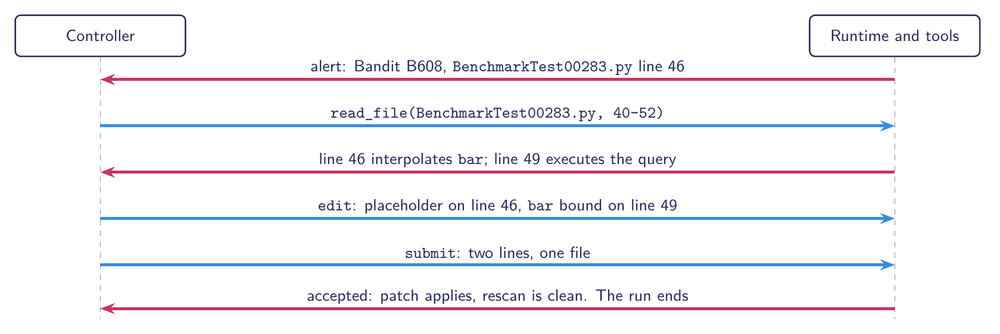 Controller
Runtime and tools
alert: Bandit B608, BenchmarkTest00283.py line 46
read_file(BenchmarkTest00283.py, 40-52)
line 46 interpolates bar; line 49 executes the query
edit: placeholder on line 46, bar bound on line 49
submit: two lines, one file
accepted: patch applies, rescan is clean. The run ends